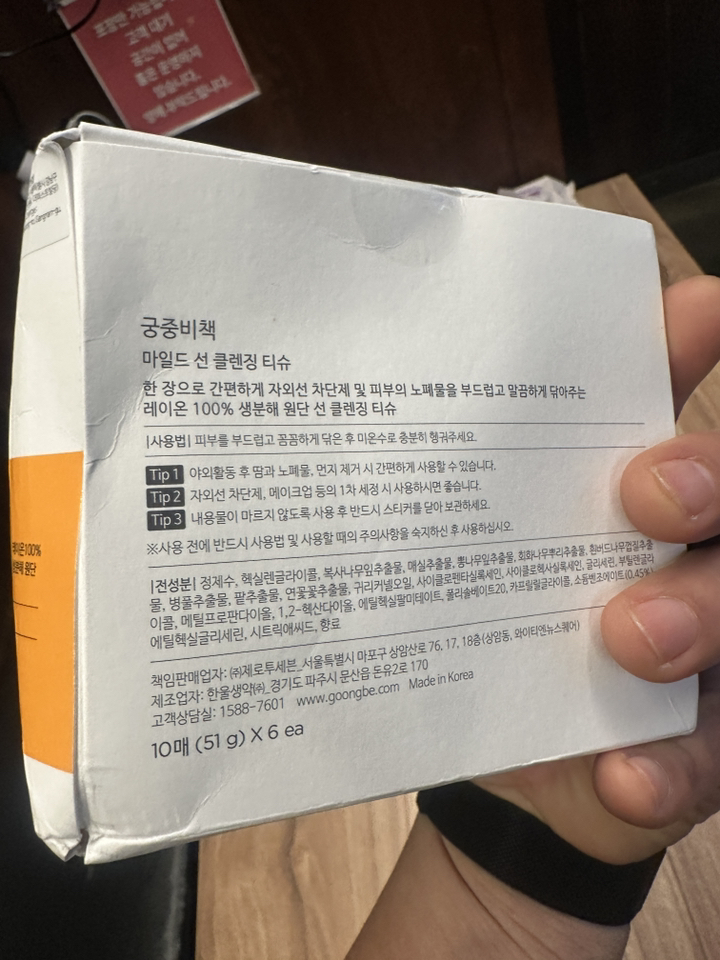 고객 대기
공간이 없어
않습니다.
궁중비책
마일드 선 클렌징 티슈
한 장으로 간편하게 자외선 차단제 및 피부의 노폐물을 부드럽고 말끔하게 닦아주는
레이온 100% 생분해 원단 선 클렌징 티슈
|사용법| 피부를 부드럽고 꼼꼼하게 닦은 후 미온수로 충분히 헹궈주세요.
Tip 1 야외활동 후 땀과 노폐물, 먼지 제거 시 간편하게 사용할 수 있습니다.
Tip 2 자외선 차단제, 메이크업 등의 1차 세정 시 사용하시면 좋습니다.
Tip 3 내용물이 마르지 않도록 사용 후 반드시 스티커를 닫아 보관하세요.
※사용 전에 반드시 사용법 및 사용할 때의 주의사항을 숙지하신 후 사용하십시오.
|전성분| 정제수, 헥실렌글라이콜, 복사나무잎추출물, 매실추출물, 뽕나무잎추출물, 회화나무뿌리추출물, 흰버드나무껍질추출
물, 병풀추출물, 팥추출물, 연꽃꽃추출물, 귀리커넬오일, 사이클로펜타실록세인, 사이클로헥사실록세인, 글리세린, 부틸렌글라
이콜, 메틸프로판다이올, 1,2-헥산다이올, 에틸헥실팔미테이트, 폴리솔베이트20, 카프릴릴글라이콜, 소듐벤조에이트(0.45%),
에틸헥실글리세린, 시트릭애씨드, 향료
책임판매업자: ㈜제로투세븐_서울특별시 마포구 상암산로 76, 17, 18층(상암동, 와이티엔뉴스퀘어)
제조업자: 한울생약㈜_경기도 파주시 문산읍 돈유2로 170
고객상담실: 1588-7601 www.goongbe.com Made in Korea
10매 (51 g) X 6 ea
100%
원단